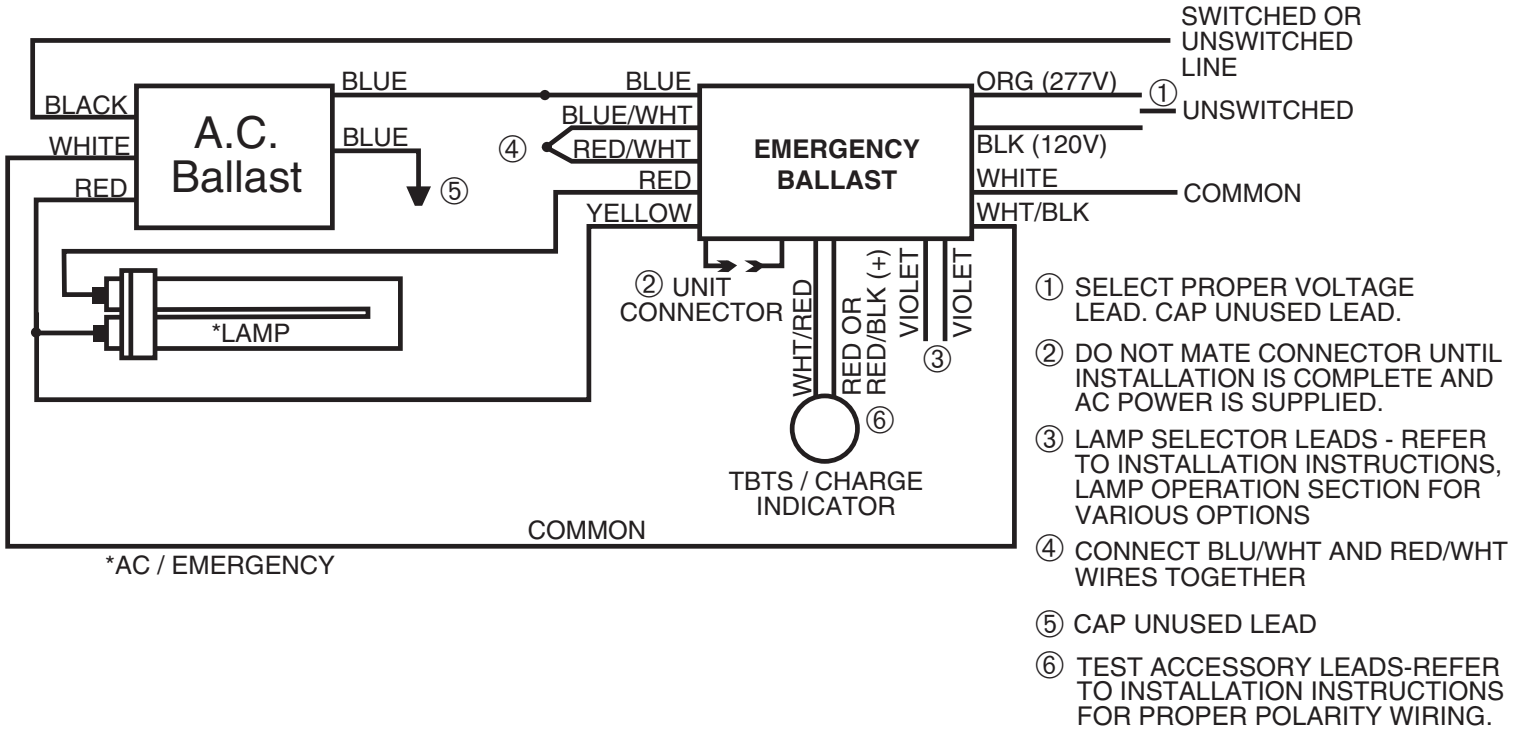 SWITCHED OR
UNSWITCHED
LINE
BLACK
WHITE
RED
A.C.
Ballast
BLUE
BLUE
⑤
BLUE
BLUE/WHT
④
RED/WHT
RED
YELLOW
EMERGENCY
BALLAST
ORG (277V)
①
UNSWITCHED
BLK (120V)
WHITE
COMMON
WHT/BLK
*LAMP
② UNIT
CONNECTOR
WHT/RED
RED OR
RED/BLK (+)
VIOLET
VIOLET
③
⑥
TBTS / CHARGE
INDICATOR
COMMON
*AC / EMERGENCY
① SELECT PROPER VOLTAGE
LEAD. CAP UNUSED LEAD.
② DO NOT MATE CONNECTOR UNTIL
INSTALLATION IS COMPLETE AND
AC POWER IS SUPPLIED.
③ LAMP SELECTOR LEADS - REFER
TO INSTALLATION INSTRUCTIONS,
LAMP OPERATION SECTION FOR
VARIOUS OPTIONS
④ CONNECT BLU/WHT AND RED/WHT
WIRES TOGETHER
⑤ CAP UNUSED LEAD
⑥ TEST ACCESSORY LEADS-REFER
TO INSTALLATION INSTRUCTIONS
FOR PROPER POLARITY WIRING.